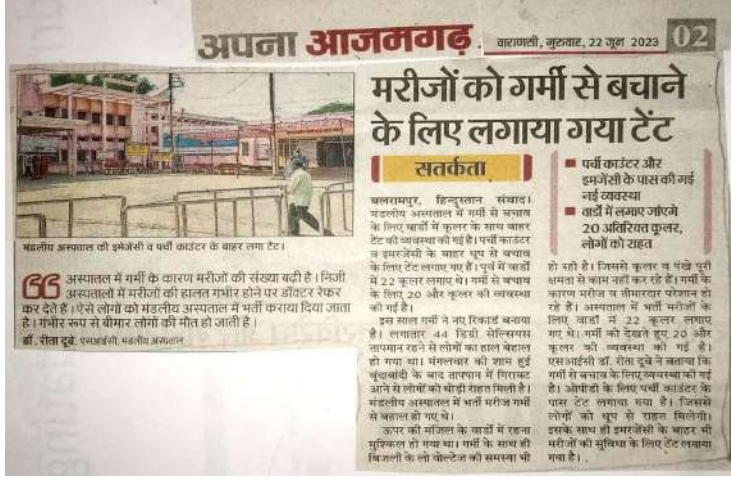 अपना आजमगढ़
वाराणसी, गुरुवार, 22 जून 2023
02
मंडलीय अस्पताल की इमेजेंसी व पर्ची काउंटर के बाहर लगा टेंट।
अस्पताल में गर्मी के कारण मरीजों की संख्या बढ़ी है। निजी
अस्पतालों में मरीजों की हालत गंभीर होने पर डॉक्टर रेफर
कर देते हैं। ऐसे लोगों को मंडलीय अस्पताल में भर्ती कराया दिया जाता
है। गंभीर रूप से बीमार लोगों की मौत हो जाती है।
डॉ. रीता दूबे, एसआईसी, मंडलीय अस्पताल
मरीजों को गर्मी से बचाने
के लिए लगाया गया टेंट
सतर्कता
बलरामपुर, हिन्दुस्तान संवाद।
मंडलीय अस्पताल में गर्मी से बचाव
के लिए वार्डों में कूलर के साथ बाहर
टेंट की व्यवस्था की गई है। पर्ची काउंटर
व इमरजेंसी के बाहर धूप से बचाव
के लिए टेंट लगाए गए हैं। पूर्व में वार्डों
में 22 कूलर लगाए थे। गर्मी से बचाव
के लिए 20 और कूलर की व्यवस्था
की गई है।
इस साल गर्मी ने नए रिकार्ड बनाया
है। लगातार 44 डिग्री सेल्सियस
तापमान रहने से लोगों का हाल बेहाल
हो गया था। मंगलवार की शाम हुई
बूंदाबांदी के बाद तापमान में गिरावट
आने से लोगों को थोड़ी राहत मिली है।
मंडलीय अस्पताल में भर्ती मरीज गर्मी
से बेहाल हो गए थे।
ऊपर की मंजिल के वार्डों में रहना
मुश्किल हो गया था। गर्मी के साथ ही
बिजली के लो वोल्टेज की समस्या भी
■ पर्ची काउंटर और
इमर्जेंसी के पास की गई
नई व्यवस्था
■ वार्डों में लगाए जाएंगे
20 अतिरिक्त कूलर,
लोगों को राहत
हो रही है। जिससे कूलर व पंखे पूरी
क्षमता से काम नहीं कर रहे हैं। गर्मी के
कारण मरीज व तीमारदार परेशान हो
रहे हैं। अस्पताल में भर्ती मरीजों के
लिए वार्डों में 22 कूलर लगाए
गए थे। गर्मी को देखते हुए 20 और
कूलर की व्यवस्था की गई है।
एसआईसी डॉ. रीता दूबे ने बताया कि
गर्मी से बचाव के लिए व्यवस्था की गई
है। ओपीडी के लिए पर्ची काउंटर के
पास टेंट लगाया गया है। जिससे
लोगों को धूप से राहत मिलेगी।
इसके साथ ही इमरजेंसी के बाहर भी
मरीजों की सुविधा के लिए टेंट लगवाया
गया है।